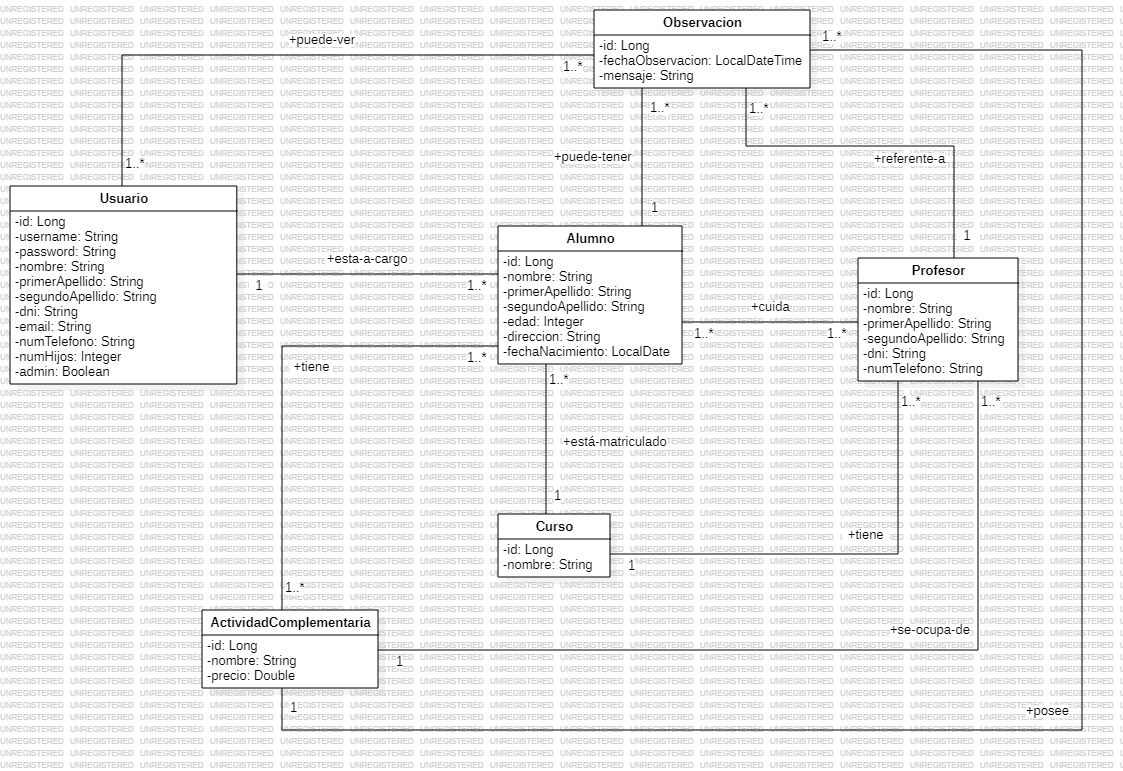 Observacion
-id: Long
-fechaObservacion: LocalDateTime
-mensaje: String
1..*
+puede-ver
1..*
1..*
1..*
1..*
+puede-tener
+referente-a
1..*
1
1
Usuario
-id: Long
-username: String
-password: String
-nombre: String
-primerApellido: String
-segundoApellido: String
-dni: String
-email: String
-numTelefono: String
-numHijos: Integer
-admin: Boolean
+esta-a-cargo
1
1..*
Alumno
-id: Long
-nombre: String
-primerApellido: String
-segundoApellido: String
-edad: Integer
-direccion: String
-fechaNacimiento: LocalDate
+cuida
1..*
1..*
Profesor
-id: Long
-nombre: String
-primerApellido: String
-segundoApellido: String
-dni: String
-numTelefono: String
1..*
+tiene
1..*
1..*
1..*
+está-matriculado
1
Curso
-id: Long
-nombre: String
1
+tiene
1..*
ActividadComplementaria
-id: Long
-nombre: String
-precio: Double
1
+se-ocupa-de
1
+posee
UNREGISTERED